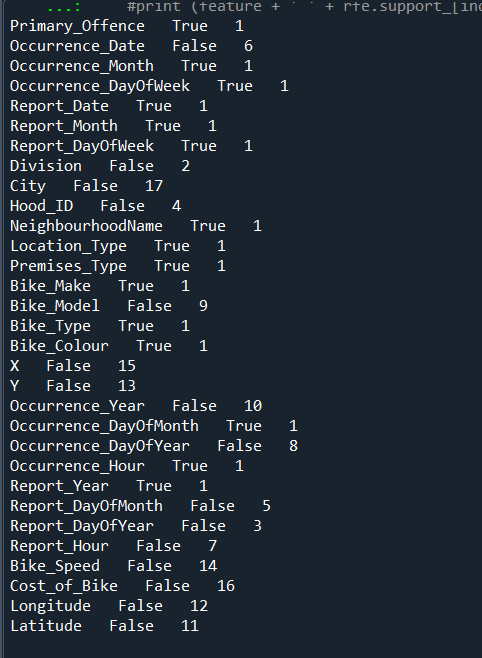 ...:     #print (feature + ' ' + rfe.support_[ind
Primary_Offence   True   1
Occurrence_Date   False   6
Occurrence_Month   True   1
Occurrence_DayOfWeek   True   1
Report_Date   True   1
Report_Month   True   1
Report_DayOfWeek   True   1
Division   False   2
City   False   17
Hood_ID   False   4
NeighbourhoodName   True   1
Location_Type   True   1
Premises_Type   True   1
Bike_Make   True   1
Bike_Model   False   9
Bike_Type   True   1
Bike_Colour   True   1
X   False   15
Y   False   13
Occurrence_Year   False   10
Occurrence_DayOfMonth   True   1
Occurrence_DayOfYear   False   8
Occurrence_Hour   True   1
Report_Year   True   1
Report_DayOfMonth   False   5
Report_DayOfYear   False   3
Report_Hour   False   7
Bike_Speed   False   14
Cost_of_Bike   False   16
Longitude   False   12
Latitude   False   11